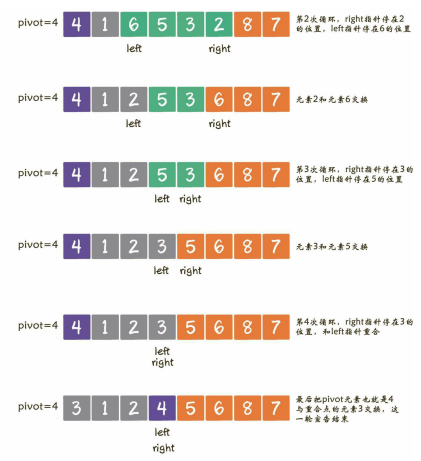 pivot=4 4 1 6 5 3 2 8 7 第2次循环，right指针停在2
的位置，left指针停在6的位置
left right
pivot=4 4 1 2 5 3 6 8 7 元素2和元素6交换
left right
pivot=4 4 1 2 5 3 6 8 7 第3次循环，right指针停在3的
位置，left指针停在5的位置
left right
pivot=4 4 1 2 3 5 6 8 7 元素3和元素5交换
left right
pivot=4 4 1 2 3 5 6 8 7 第4次循环，right指针停在3的
位置，和left指针重合
left
right
pivot=4 3 1 2 4 5 6 8 7 最后把pivot元素也就是4
与重合点的元素3交换，这
一轮宣告结束
left
right